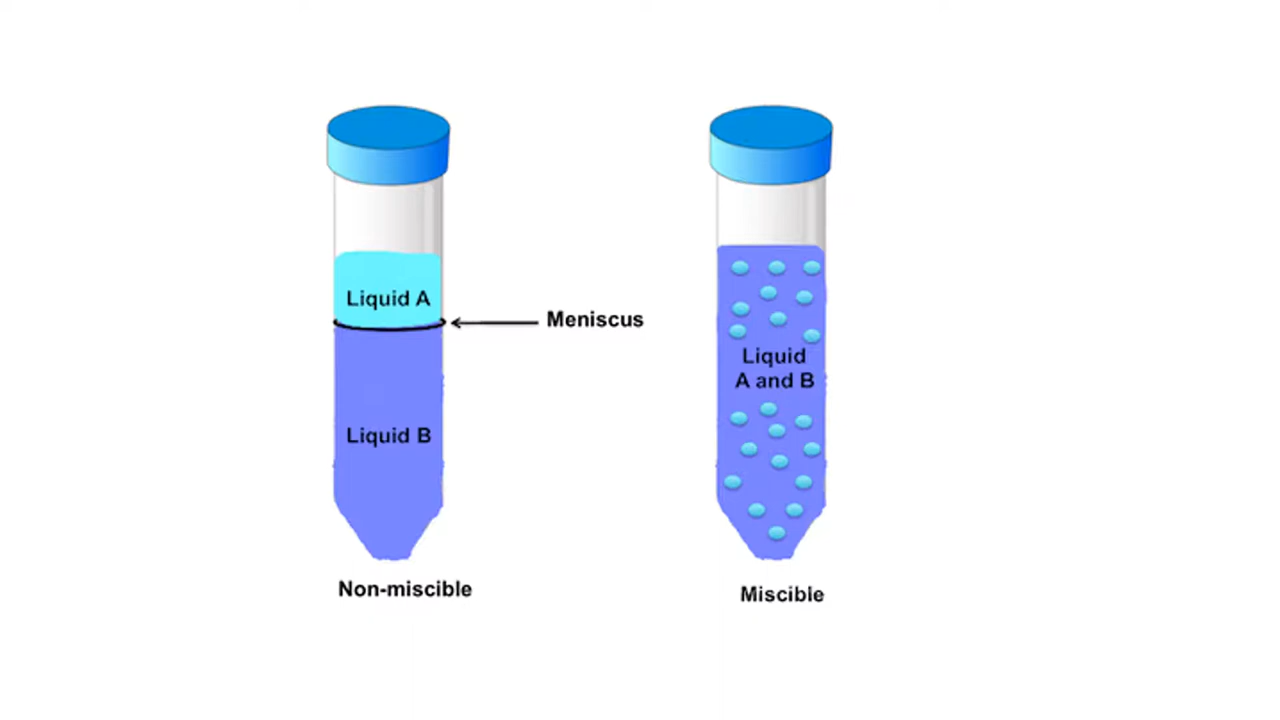 Liquid A
Meniscus
Liquid B
Non-miscible
Liquid
A and B
Miscible